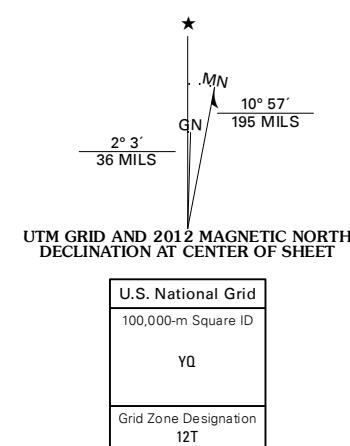 ★
MN
GN
10° 57´
195 MILS
2° 3´
36 MILS
UTM GRID AND 2012 MAGNETIC NORTH
DECLINATION AT CENTER OF SHEET
U.S. National Grid
100,000-m Square ID
YQ
Grid Zone Designation
12T